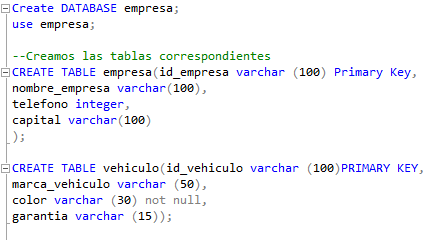 Create DATABASE empresa;
use empresa;
--Creamos las tablas correspondientes
CREATE TABLE empresa(id_empresa varchar (100) Primary Key,
nombre_empresa varchar(100),
telefono integer,
capital varchar(100)
);
CREATE TABLE vehiculo(id_vehiculo varchar (100)PRIMARY KEY,
marca_vehiculo varchar (50),
color varchar (30) not null,
garantia varchar (15));